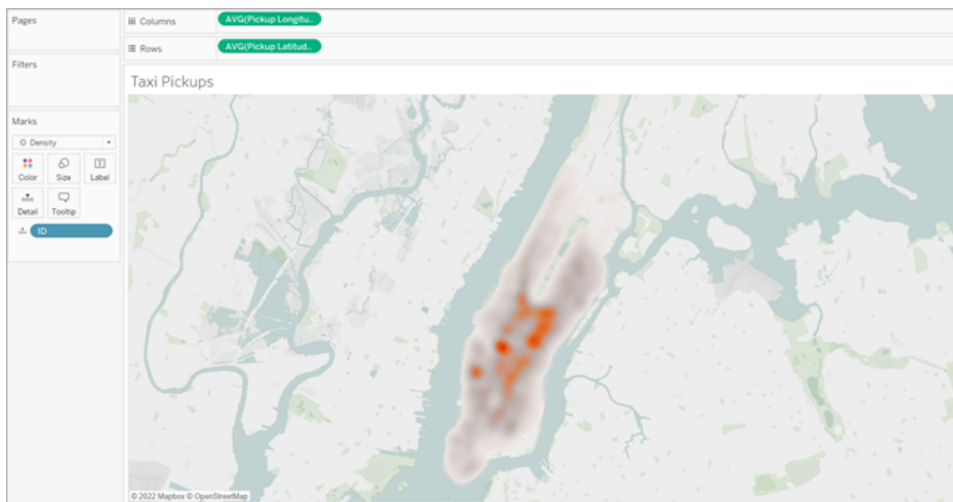 Pages
Columns
AVG(Pickup Longitu..
Rows
AVG(Pickup Latitud..
Filters
Taxi Pickups
Marks
Density
Color
Size
Label
Detail
Tooltip
ID
© 2022 Mapbox © OpenStreetMap